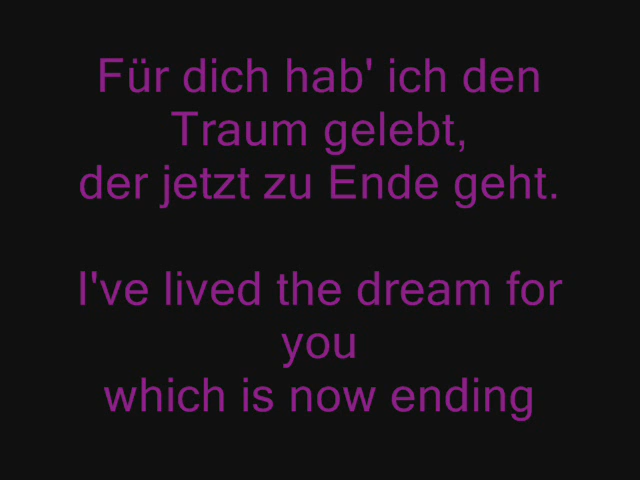 Für dich hab' ich den
Traum gelebt,
der jetzt zu Ende geht.
I've lived the dream for
you
which is now ending